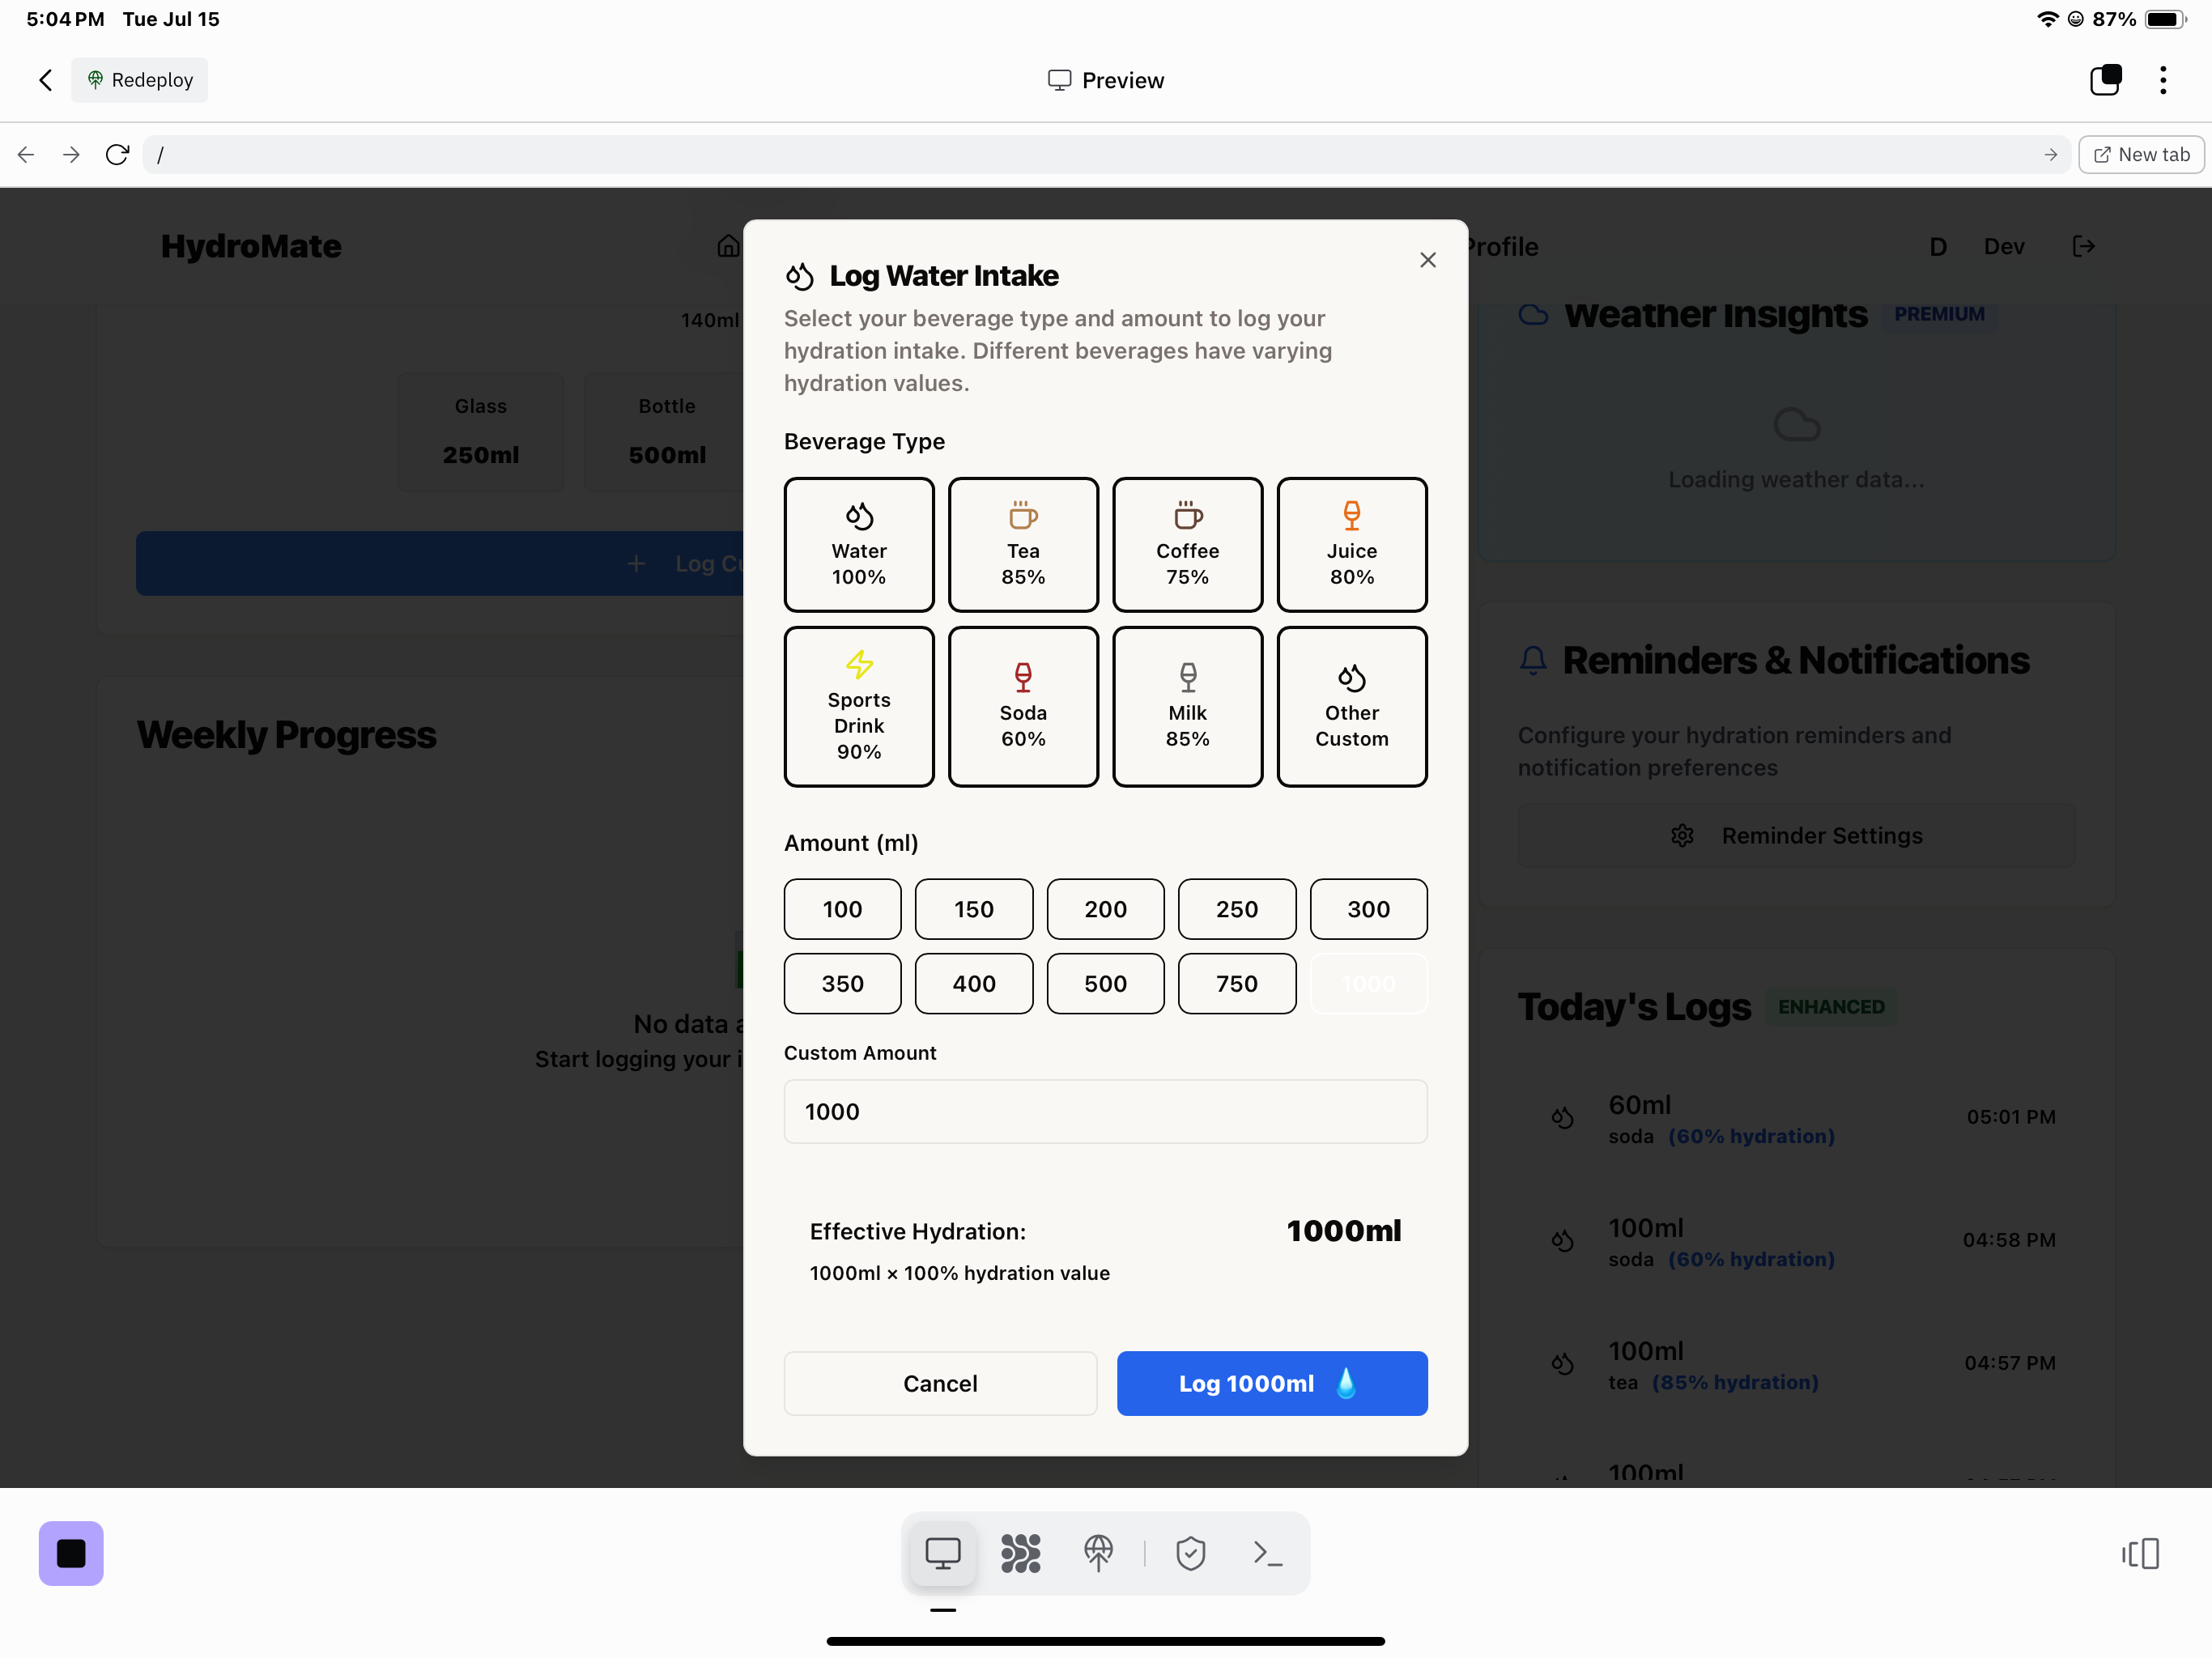 5:04 PM Tue Jul 15
87%
Redeploy
Preview
/
New tab
HydroMate
Profile
D
Dev
140ml
Glass
250ml
Bottle
500ml
Log Cu
Weekly Progress
No data a
Start logging your i
Log Water Intake
Select your beverage type and amount to log your
hydration intake. Different beverages have varying
hydration values.
Beverage Type
Water
100%
Tea
85%
Coffee
75%
Juice
80%
Sports
Drink
90%
Soda
60%
Milk
85%
Other
Custom
Amount (ml)
100
150
200
250
300
350
400
500
750
1000
Custom Amount
1000
Effective Hydration:
1000ml
1000ml × 100% hydration value
Cancel
Log 1000ml
Weather Insights
PREMIUM
Loading weather data...
Reminders & Notifications
Configure your hydration reminders and
notification preferences
Reminder Settings
Today's Logs
ENHANCED
60ml
soda (60% hydration)
05:01 PM
100ml
soda (60% hydration)
04:58 PM
100ml
tea (85% hydration)
04:57 PM
100ml